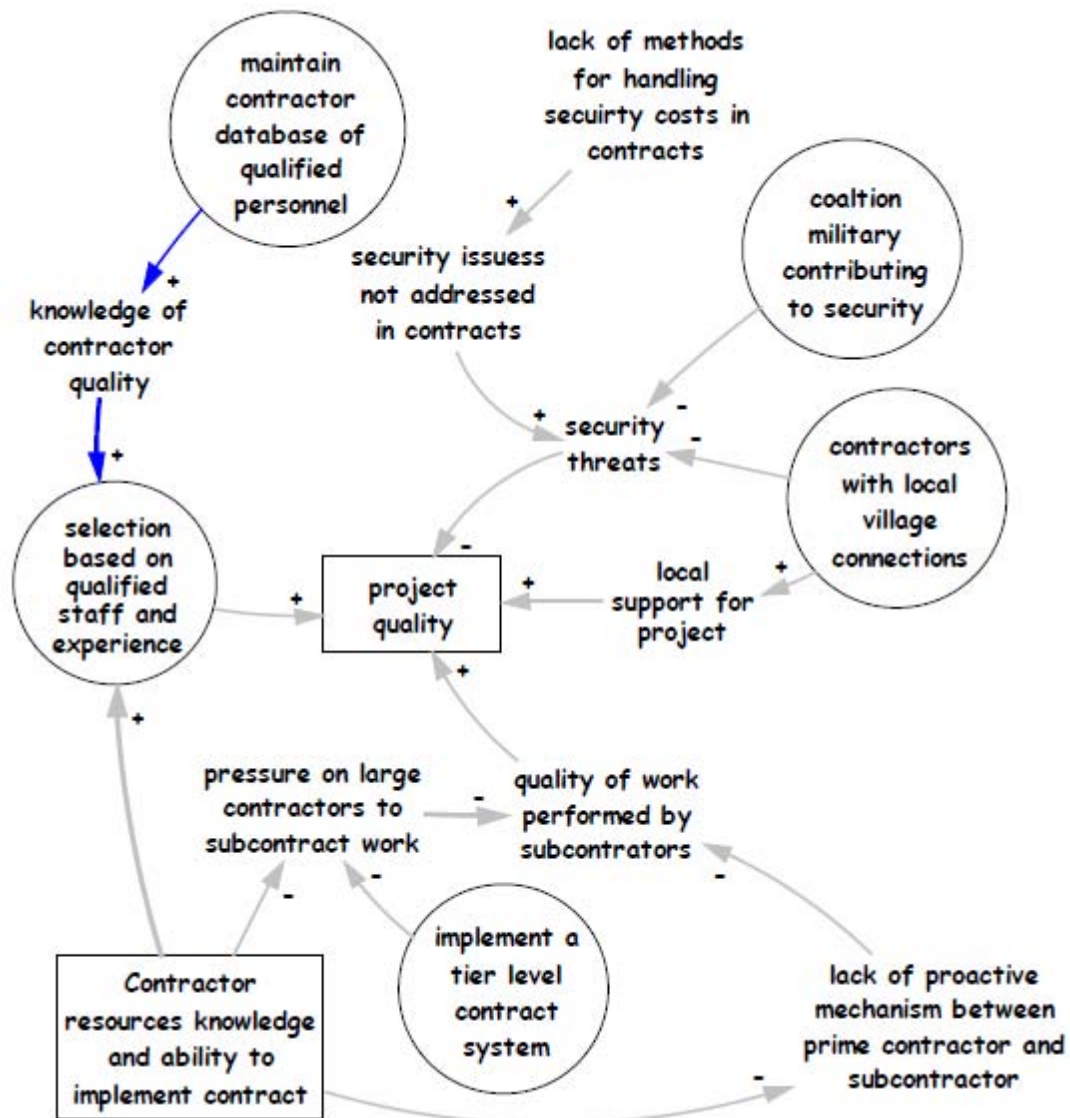 maintain
contractor
database of
qualified
personnel
lack of methods
for handling
secuirty costs in
contracts
+
coaltion
military
contributing
to security
security issuess
not addressed
in contracts
+
knowledge of
contractor
quality
-
+
security
threats
-
contractors
with local
village
connections
+
selection
based on
qualified
staff and
experience
-
+
project
quality
+
local
support for
project
+
+
+
pressure on large
contractors to
subcontract work
-
quality of work
performed by
subcontrators
-
-
-
implement a
tier level
contract
system
Contractor
resources knowledge
and ability to
implement contract
lack of proactive
mechanism between
prime contractor and
subcontractor
-